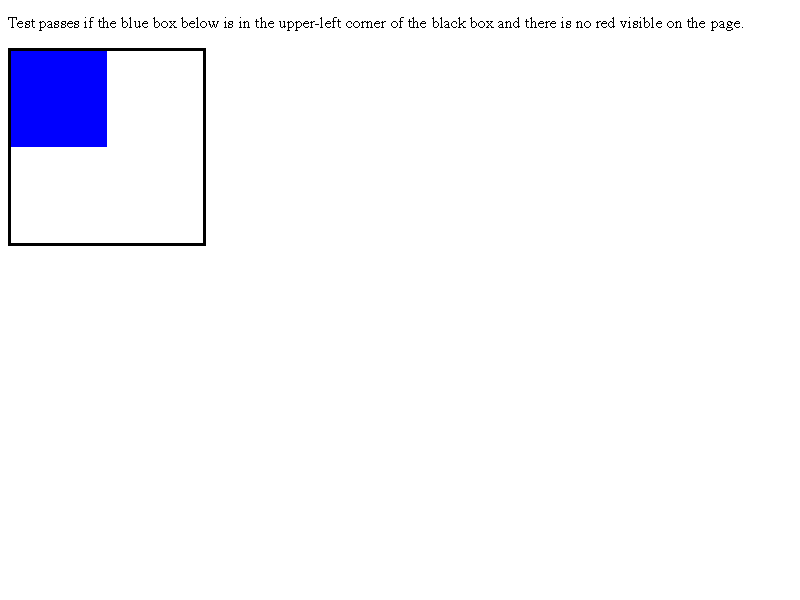 Test passes if the blue box below is in the upper-left corner of the black box and there is no red visible on the page.